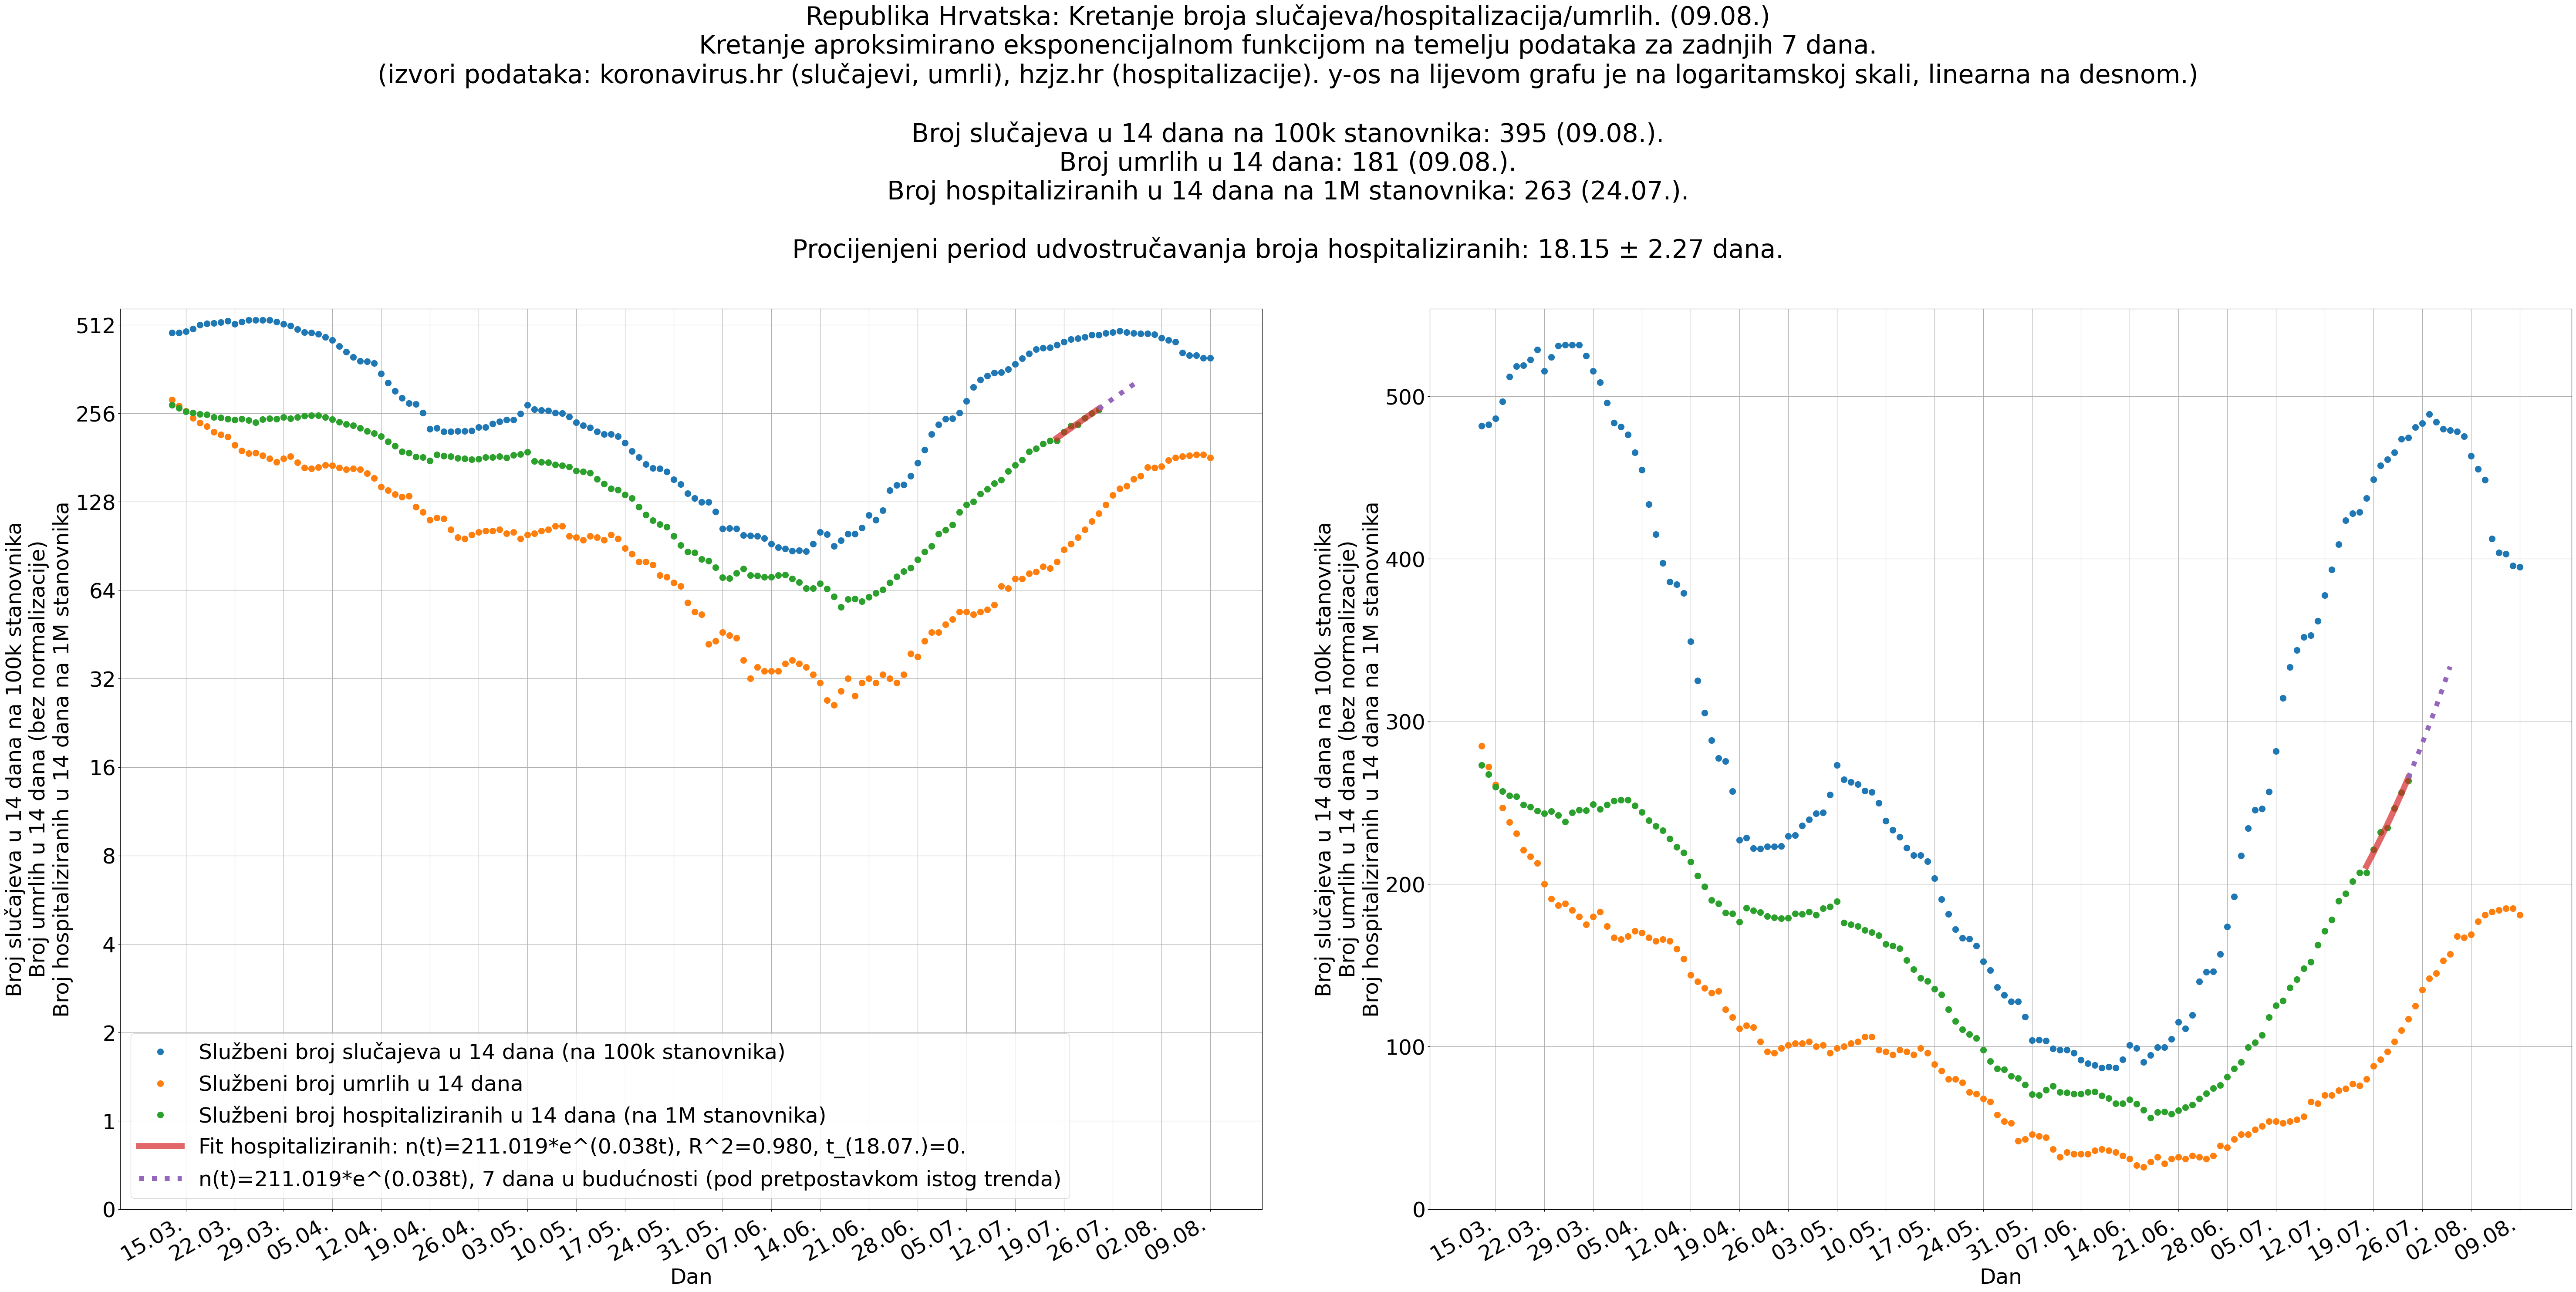 Republika Hrvatska: Kretanje broja slučajeva/hospitalizacija/umrlih. (09.08.)
Kretanje aproksimirano eksponencijalnom funkcijom na temelju podataka za zadnjih 7 dana.
(izvori podataka: koronavirus.hr (slučajevi, umrli), hzjz.hr (hospitalizacije). y-os na lijevom grafu je na logaritamskoj skali, linearna na desnom.)
Broj slučajeva u 14 dana na 100k stanovnika: 395 (09.08.).
Broj umrlih u 14 dana: 181 (09.08.).
Broj hospitaliziranih u 14 dana na 1M stanovnika: 263 (24.07.).
Procijenjeni period udvostručavanja broja hospitaliziranih: 18.15 ± 2.27 dana.
Broj slučajeva u 14 dana na 100k stanovnika
Broj umrlih u 14 dana (bez normalizacije)
Broj hospitaliziranih u 14 dana na 1M stanovnika
512
256
128
64
32
16
8
4
2
1
0
Službeni broj slučajeva u 14 dana (na 100k stanovnika)
Službeni broj umrlih u 14 dana
Službeni broj hospitaliziranih u 14 dana (na 1M stanovnika)
Fit hospitaliziranih: n(t)=211.019*e^(0.038t), R^2=0.980, t_(18.07.)=0.
n(t)=211.019*e^(0.038t), 7 dana u budućnosti (pod pretpostavkom istog trenda)
15.03. 22.03. 29.03. 05.04. 12.04. 19.04. 26.04. 03.05. 10.05. 17.05. 24.05. 31.05. 07.06. 14.06. 21.06. 28.06. 05.07. 12.07. 19.07. 26.07. 02.08. 09.08.
Dan
Broj slučajeva u 14 dana na 100k stanovnika
Broj umrlih u 14 dana (bez normalizacije)
Broj hospitaliziranih u 14 dana na 1M stanovnika
500
400
300
200
100
0
15.03. 22.03. 29.03. 05.04. 12.04. 19.04. 26.04. 03.05. 10.05. 17.05. 24.05. 31.05. 07.06. 14.06. 21.06. 28.06. 05.07. 12.07. 19.07. 26.07. 02.08. 09.08.
Dan